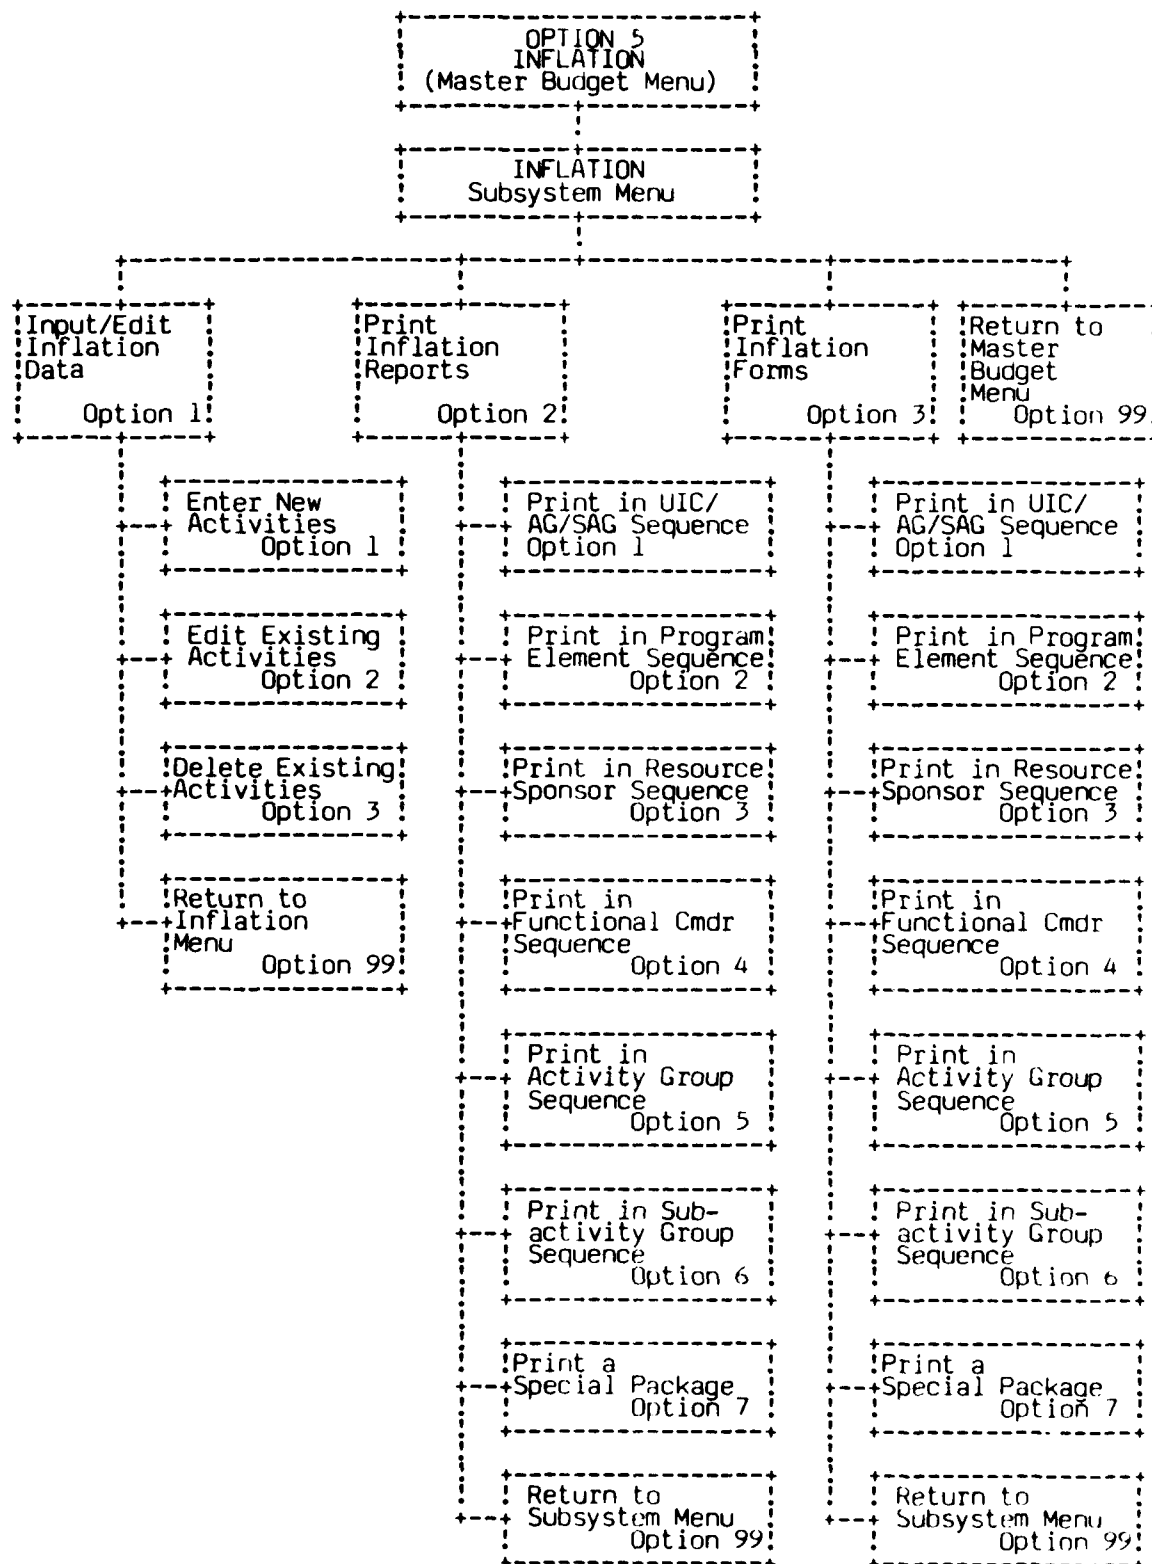 OPTION 5
INFLATION
(Master Budget Menu)
INFLATION
Subsystem Menu
Input/Edit
Inflation
Data
Option 1
Print
Inflation
Reports
Option 2
Print
Inflation
Forms
Option 3
Return to
Master
Budget
Menu
Option 99
Enter New
Activities
Option 1
Edit Existing
Activities
Option 2
Delete Existing
Activities
Option 3
Return to
Inflation
Menu
Option 99
Print in UIC/
AG/SAG Sequence
Option 1
Print in Program
Element Sequence
Option 2
Print in Resource
Sponsor Sequence
Option 3
Print in
Functional Cmdr
Sequence
Option 4
Print in
Activity Group
Sequence
Option 5
Print in Sub-
activity Group
Sequence
Option 6
Print a
Special Package
Option 7
Return to
Subsystem Menu
Option 99
Print in UIC/
AG/SAG Sequence
Option 1
Print in Program
Element Sequence
Option 2
Print in Resource
Sponsor Sequence
Option 3
Print in
Functional Cmdr
Sequence
Option 4
Print in
Activity Group
Sequence
Option 5
Print in Sub-
activity Group
Sequence
Option 6
Print a
Special Package
Option 7
Return to
Subsystem Menu
Option 99